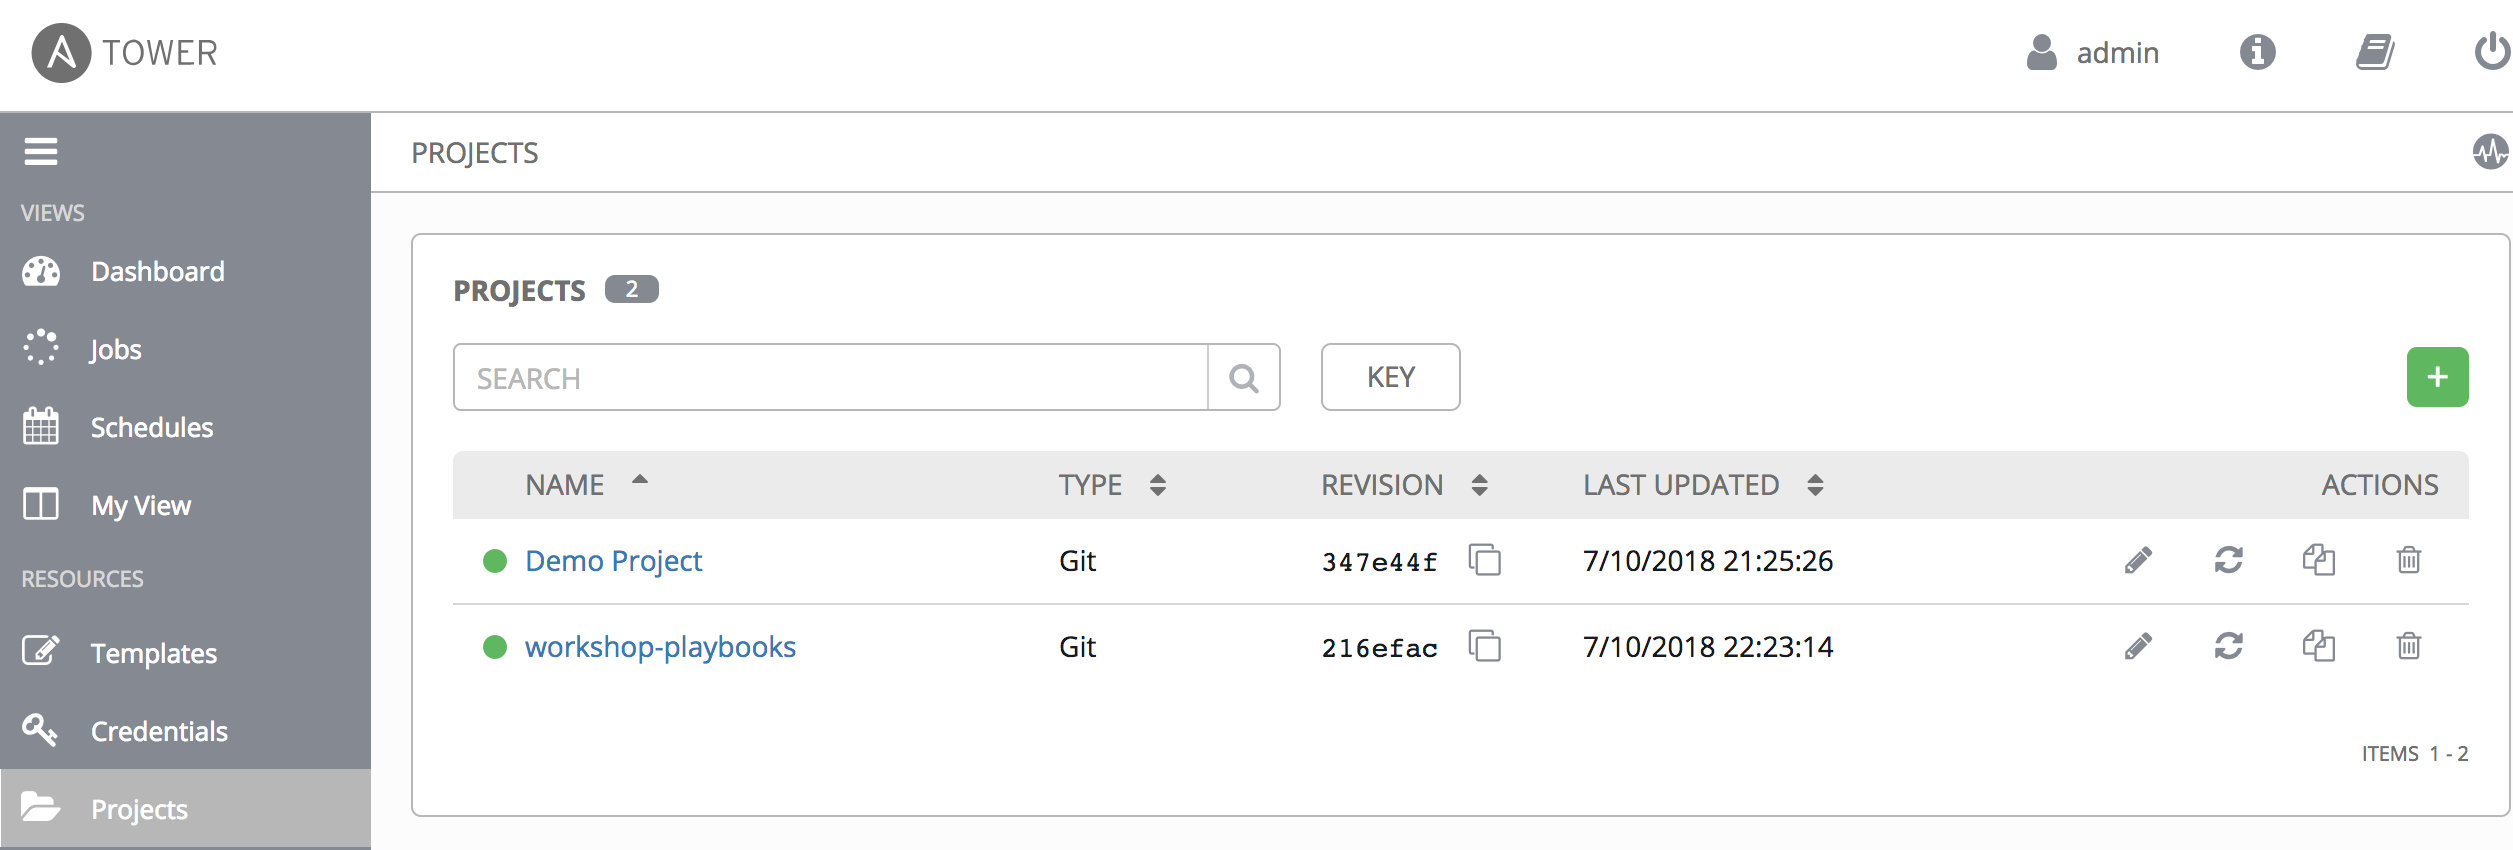 TOWER
admin
PROJECTS
VIEWS
Dashboard
Jobs
Schedules
My View
RESOURCES
Templates
Credentials
Projects
PROJECTS 2
SEARCH
KEY
+
NAME TYPE REVISION LAST UPDATED ACTIONS
Demo Project Git 347e44f 7/10/2018 21:25:26
workshop-playbooks Git 216efac 7/10/2018 22:23:14
ITEMS 1 - 2